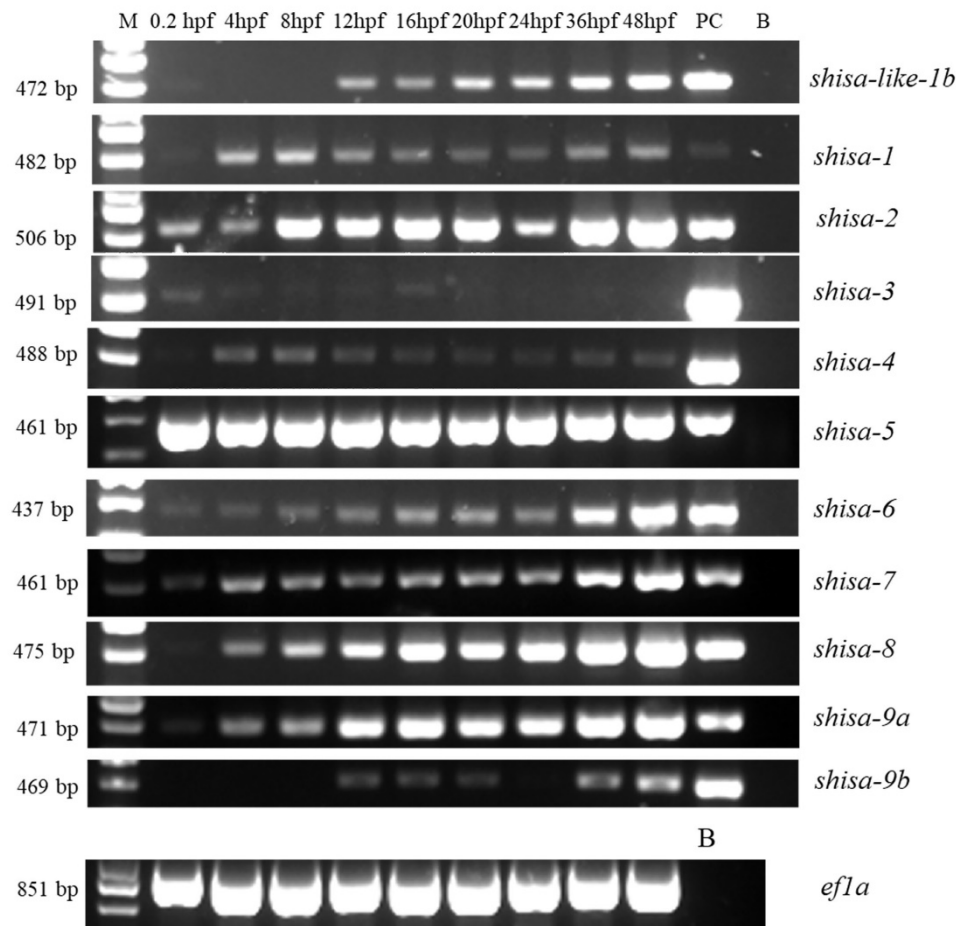 M 0.2 hpf 4hpf 8hpf 12hpf 16hpf 20hpf 24hpf 36hpf 48hpf PC B
472 bp shisa-like-1b
482 bp shisa-1
506 bp shisa-2
491 bp shisa-3
488 bp shisa-4
461 bp shisa-5
437 bp shisa-6
461 bp shisa-7
475 bp shisa-8
471 bp shisa-9a
469 bp shisa-9b
B
851 bp ef1a